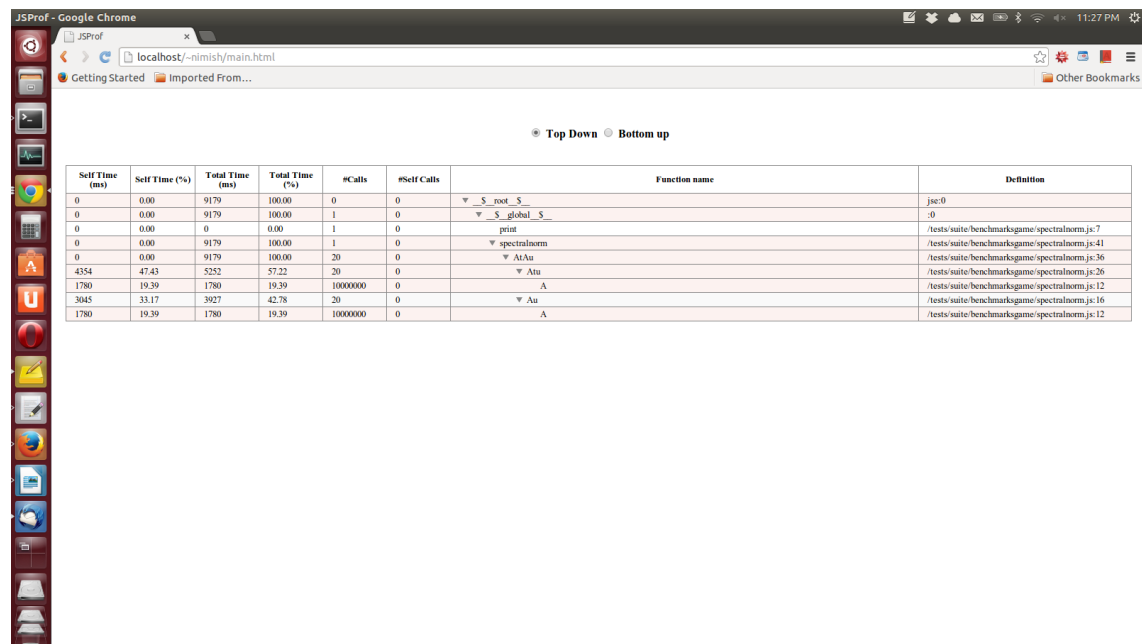 JSProf - Google Chrome
11:27 PM
JSProf
localhost/~nimish/main.html
Getting Started Imported From... Other Bookmarks
Top Down Bottom up
Self Time (ms) Self Time (%) Total Time (ms) Total Time (%) #Calls #Self Calls Function name Definition
0 0.00 9179 100.00 0 0 __$_root_$__ jse:0
0 0.00 9179 100.00 1 0 __$_global_$__ :0
0 0.00 0 0.00 1 0 print /tests/suite/benchmarksgame/spectralnorm.js:7
0 0.00 9179 100.00 1 0 spectralnorm /tests/suite/benchmarksgame/spectralnorm.js:41
0 0.00 9179 100.00 20 0 AtAu /tests/suite/benchmarksgame/spectralnorm.js:36
4354 47.43 5252 57.22 20 0 Atu /tests/suite/benchmarksgame/spectralnorm.js:26
1780 19.39 1780 19.39 10000000 0 A /tests/suite/benchmarksgame/spectralnorm.js:12
3045 33.17 3927 42.78 20 0 Au /tests/suite/benchmarksgame/spectralnorm.js:16
1780 19.39 1780 19.39 10000000 0 A /tests/suite/benchmarksgame/spectralnorm.js:12